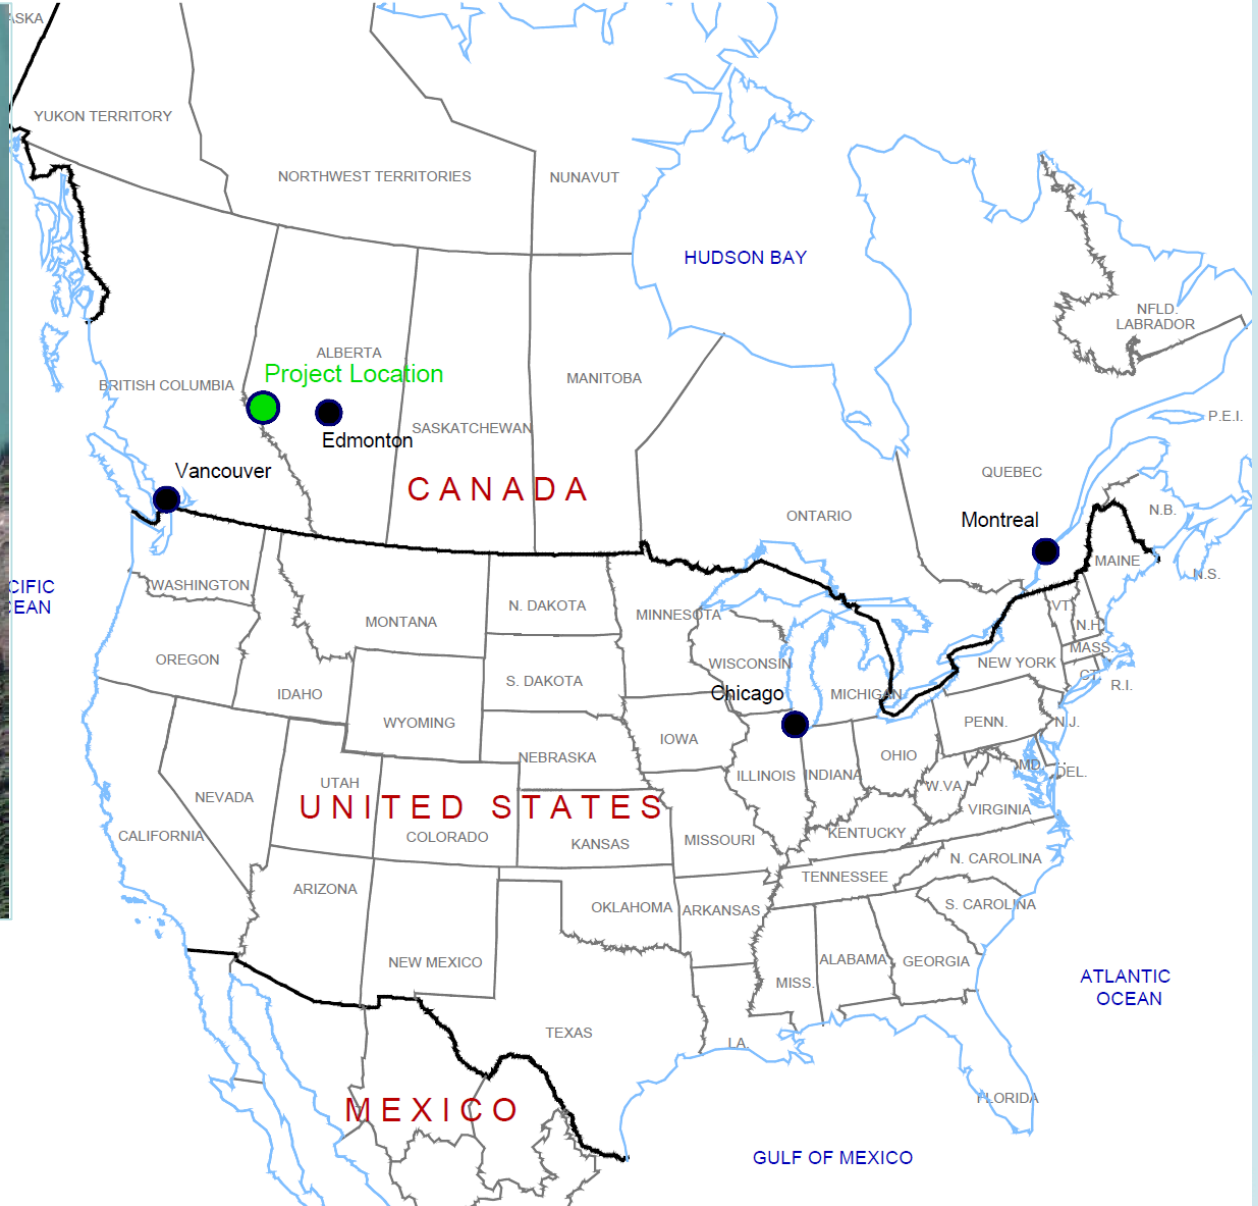 ASKA
YUKON TERRITORY
NORTHWEST TERRITORIES
NUNAVUT
HUDSON BAY
NFLD.
LABRADOR
ALBERTA
Project Location
BRITISH COLUMBIA
MANITOBA
SASKATCHEWAN
Edmonton
P.E.I.
Vancouver
CANADA
QUEBEC
ONTARIO
Montreal
N.B.
MAINE
N.S.
CIFIC
EAN
WASHINGTON
MONTANA
N. DAKOTA
MINNESOTA
VT.
N.H.
MASS.
OREGON
WISCONSIN
NEW YORK
CT.
R.I.
IDAHO
S. DAKOTA
Chicago
MICHIGAN
WYOMING
PENN.
N.J.
IOWA
NEBRASKA
OHIO
MD.
DEL.
UTAH
ILLINOIS
INDIANA
W.VA.
NEVADA
UNITED STATES
VIRGINIA
CALIFORNIA
COLORADO
KANSAS
MISSOURI
KENTUCKY
N. CAROLINA
ARIZONA
TENNESSEE
OKLAHOMA
ARKANSAS
S. CAROLINA
NEW MEXICO
ALABAMA
GEORGIA
MISS.
ATLANTIC
OCEAN
TEXAS
LA.
FLORIDA
MEXICO
GULF OF MEXICO